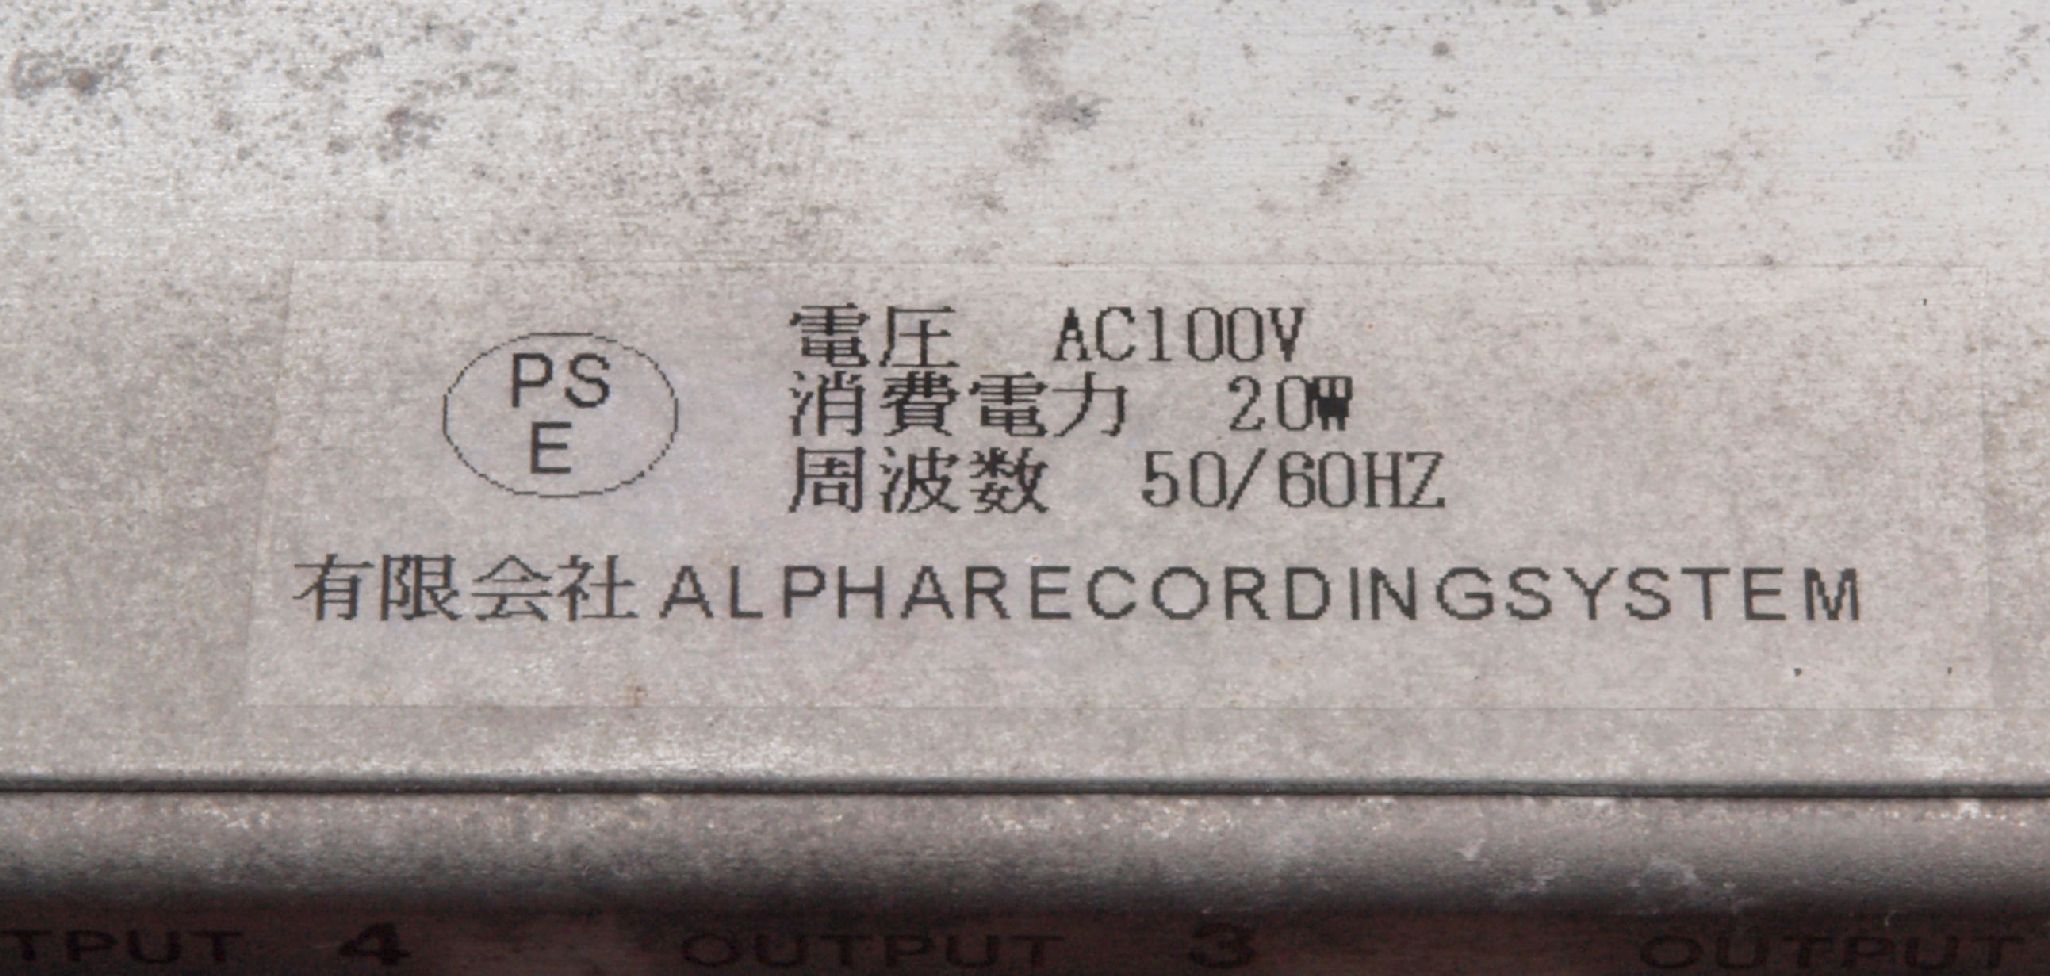 PS
E
電圧　AC100V
消費電力　20W
周波数　50/60HZ
有限会社ALPHARECORDINGSYSTEM
TPUT 4 OUTPUT 3 OUTPUT